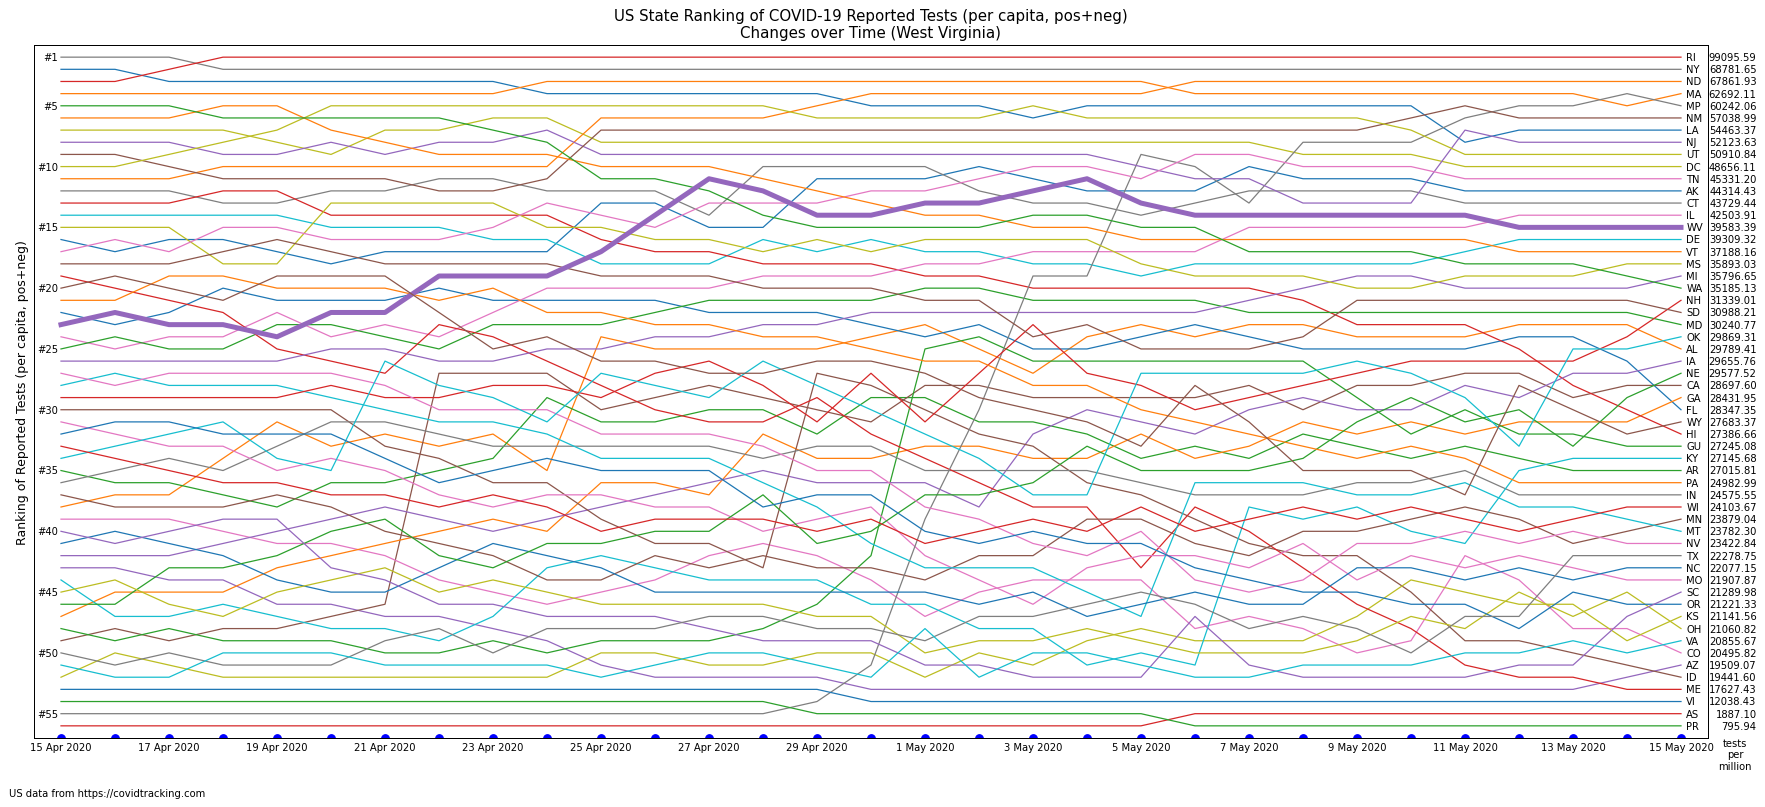 US State Ranking of COVID-19 Reported Tests (per capita, pos+neg)
Changes over Time (West Virginia)
Ranking of Reported Tests (per capita, pos+neg)
#1
#5
#10
#15
#20
#25
#30
#35
#40
#45
#50
#55
RI 99095.59
NY 68781.65
ND 67861.93
MA 62692.11
MP 60242.06
NM 57038.99
LA 54463.37
NJ 52123.63
UT 50910.84
DC 48656.11
TN 45331.20
AK 44314.43
CT 43729.44
IL 42503.91
WV 39583.39
DE 39309.32
VT 37188.16
MS 35893.03
MI 35796.65
WA 35185.13
NH 31339.01
SD 30988.21
MD 30240.77
OK 29869.31
AL 29789.41
IA 29655.76
NE 29577.52
CA 28697.60
GA 28431.95
FL 28347.35
WY 27683.37
HI 27386.66
GU 27245.08
KY 27145.68
AR 27015.81
PA 24982.99
IN 24575.55
WI 24103.67
MN 23879.04
MT 23782.30
NV 23422.84
TX 22278.75
NC 22077.15
MO 21907.87
SC 21289.98
OR 21221.33
KS 21141.56
OH 21060.82
VA 20855.67
CO 20495.82
AZ 19509.07
ID 19441.60
ME 17627.43
VI 12038.43
AS 1887.10
PR 795.94
15 Apr 2020 17 Apr 2020 19 Apr 2020 21 Apr 2020 23 Apr 2020 25 Apr 2020 27 Apr 2020 29 Apr 2020 1 May 2020 3 May 2020 5 May 2020 7 May 2020 9 May 2020 11 May 2020 13 May 2020 15 May 2020
tests
per
million
US data from https://covidtracking.com